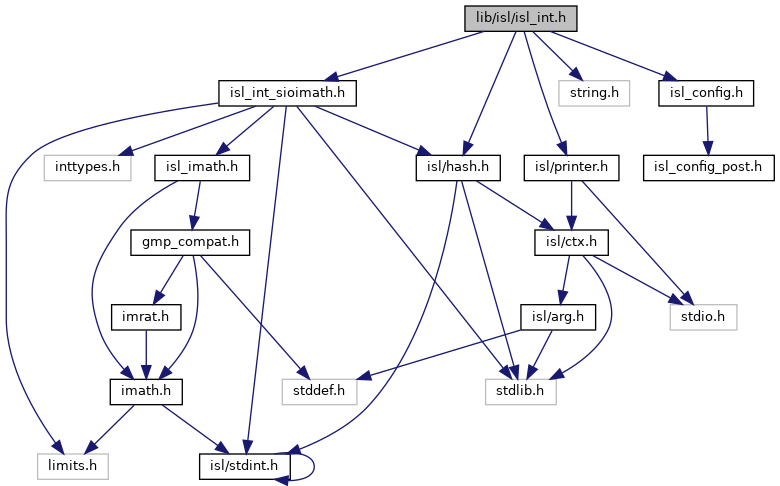 lib/isl/isl_int.h
isl_int_sioimath.h
string.h
isl_config.h
inttypes.h
isl_imath.h
isl/hash.h
isl/printer.h
isl_config_post.h
gmp_compat.h
isl/ctx.h
imrat.h
isl/arg.h
stdio.h
imath.h
stddef.h
stdlib.h
limits.h
isl/stdint.h